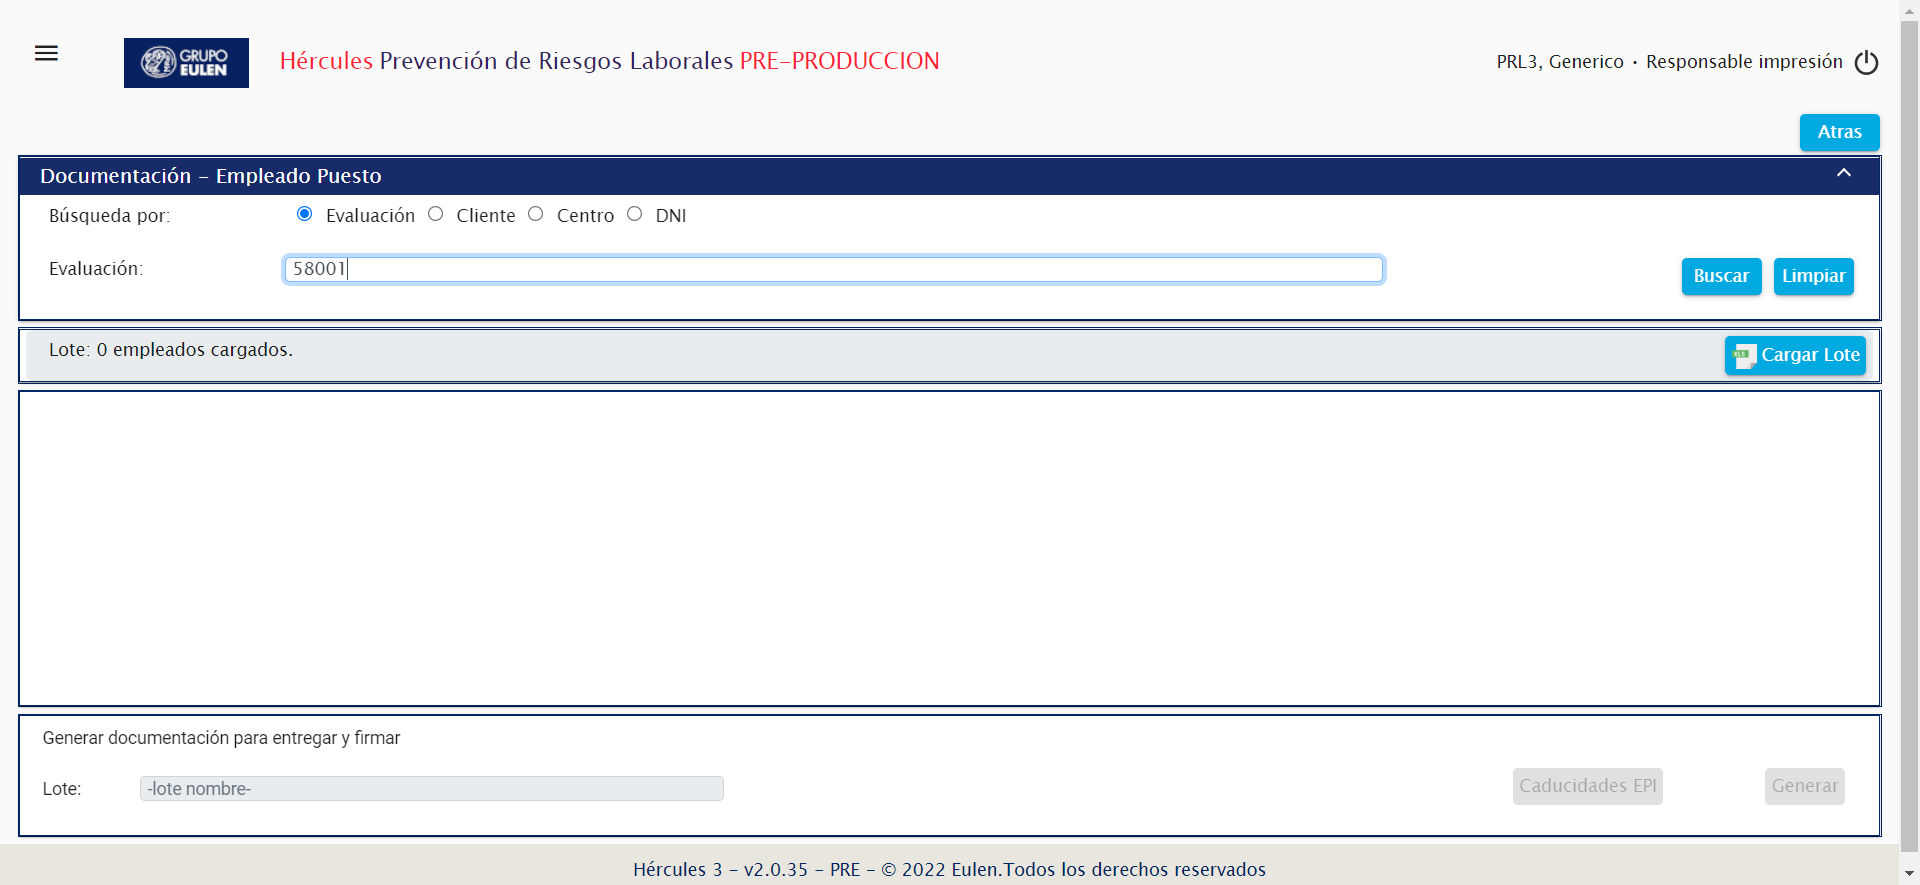 GRUPO
EULEN
Hércules Prevención de Riesgos Laborales PRE-PRODUCCION
PRL3, Generico · Responsable impresión
Atras
Documentación - Empleado Puesto
Búsqueda por: Evaluación Cliente Centro DNI
Evaluación: 58001
Buscar Limpiar
Lote: 0 empleados cargados.
XLS Cargar Lote
Generar documentación para entregar y firmar
Lote: -lote nombre-
Caducidades EPI Generar
Hércules 3 - v2.0.35 - PRE - © 2022 Eulen.Todos los derechos reservados